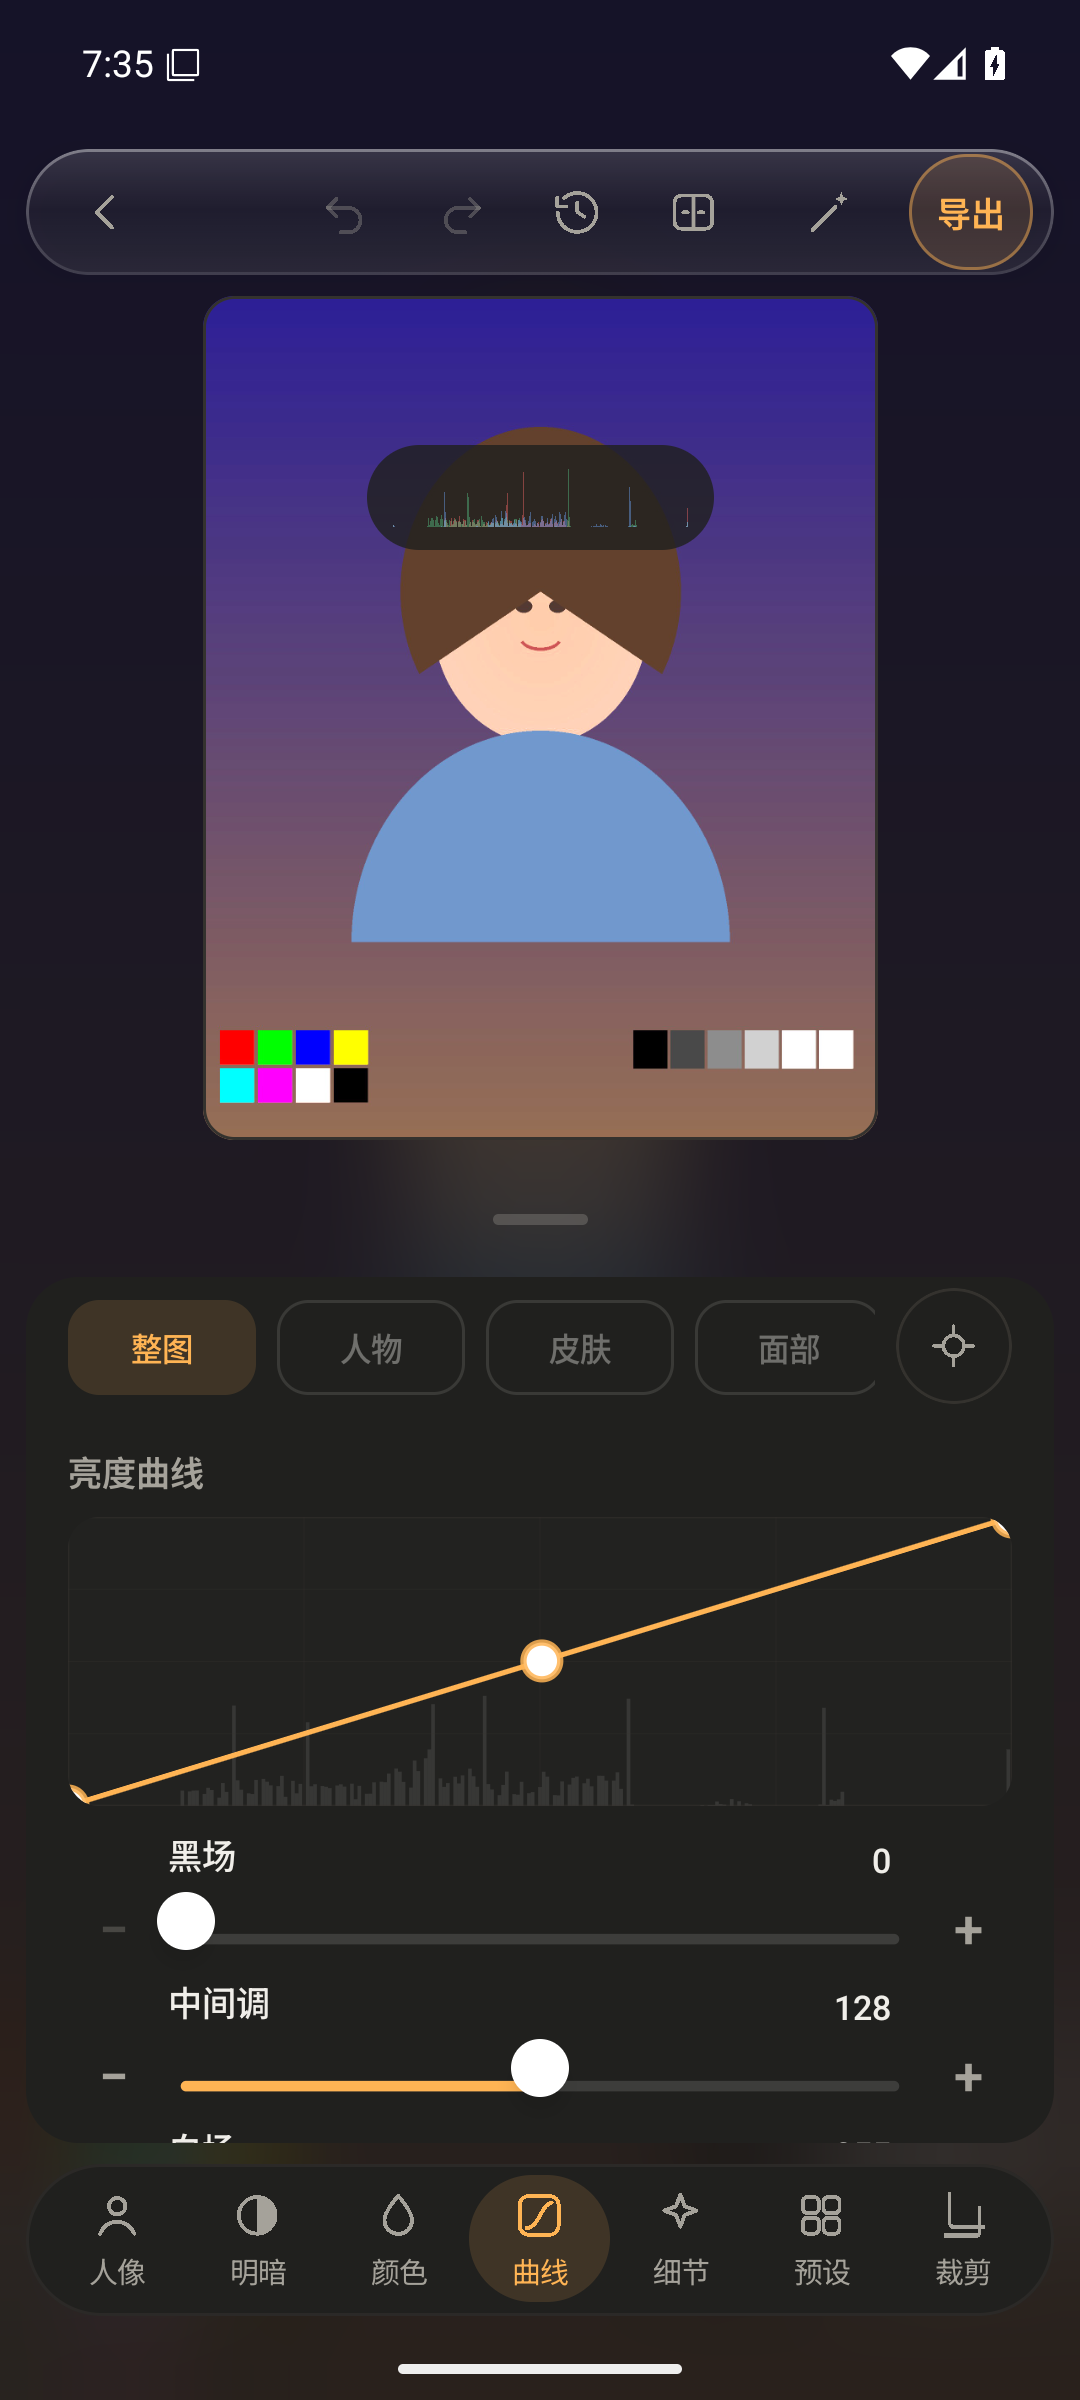 7:35
导出
整图
人物
皮肤
面部
亮度曲线
黑场
0
中间调
128
人像
明暗
颜色
曲线
细节
预设
裁剪